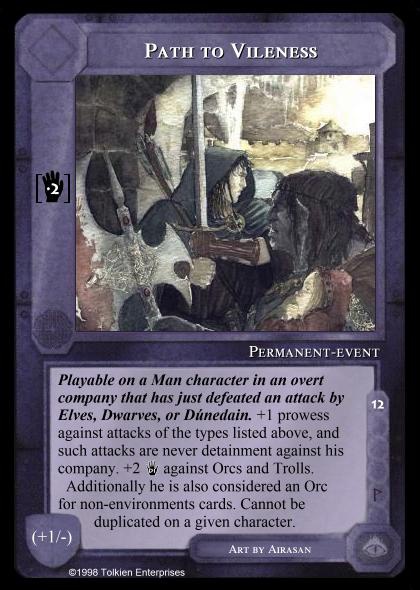 PATH TO VILENESS
[2]
PERMANENT-EVENT
Playable on a Man character in an overt
company that has just defeated an attack by
Elves, Dwarves, or Dúnedain. +1 prowess
against attacks of the types listed above, and
such attacks are never detainment against his
company. +2 against Orcs and Trolls.
Additionally he is also considered an Orc
for non-environments cards. Cannot be
duplicated on a given character.
12
(+1/-)
ART BY AIRASAN
©1998 Tolkien Enterprises